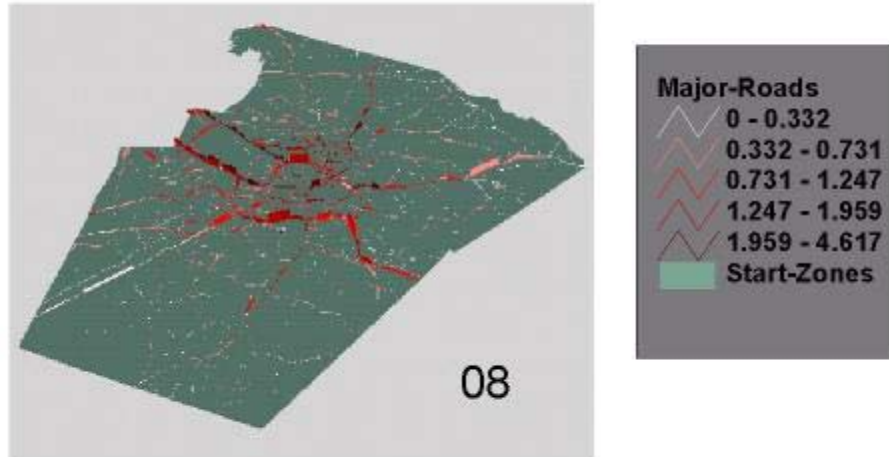 08
Major-Roads
0 - 0.332
0.332 - 0.731
0.731 - 1.247
1.247 - 1.959
1.959 - 4.617
Start-Zones